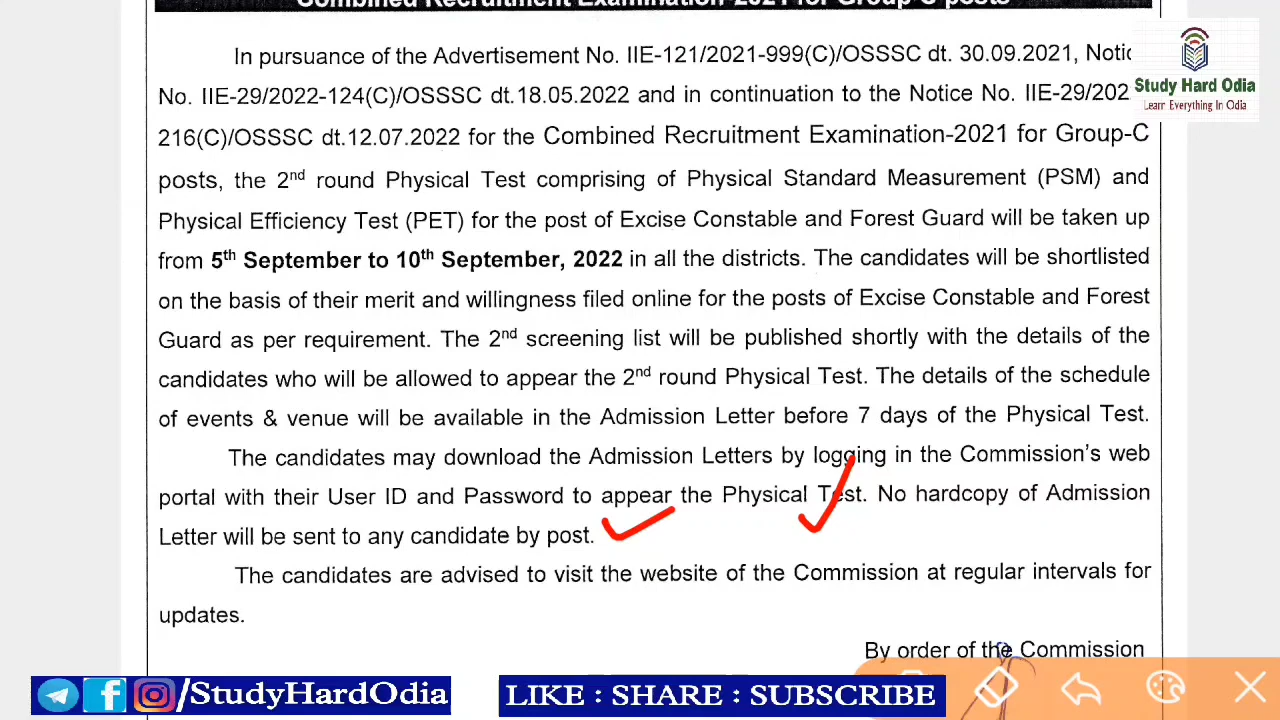 Combined Recruitment Examination-2021 for Group-C posts
In pursuance of the Advertisement No. IIE-121/2021-999(C)/OSSSC dt. 30.09.2021,
No. IIE-29/2022-124(C)/OSSSC dt.18.05.2022 and in continuation to the Notice No.
216(C)/OSSSC dt.12.07.2022 for the Combined Recruitment Examination-2021 for Group-C
posts, the 2nd round Physical Test comprising of Physical Standard Measurement (PSM) and
Physical Efficiency Test (PET) for the post of Excise Constable and Forest Guard will be taken up
from 5th September to 10th September, 2022 in all the districts. The candidates will be shortlisted
on the basis of their merit and willingness filed online for the posts of Excise Constable and Forest
Guard as per requirement. The 2nd screening list will be published shortly with the details of the
candidates who will be allowed to appear the 2nd round Physical Test. The details of the schedule
of events & venue will be available in the Admission Letter before 7 days of the Physical Test.
The candidates may download the Admission Letters by logging in the Commission's web
portal with their User ID and Password to appear the Physical Test. No hardcopy of Admission
Letter will be sent to any candidate by post.
The candidates are advised to visit the website of the Commission at regular intervals for
updates.
By order of the Commission
Study Hard Odia
Learn Everything In Odia
/StudyHardOdia
LIKE : SHARE : SUBSCRIBE